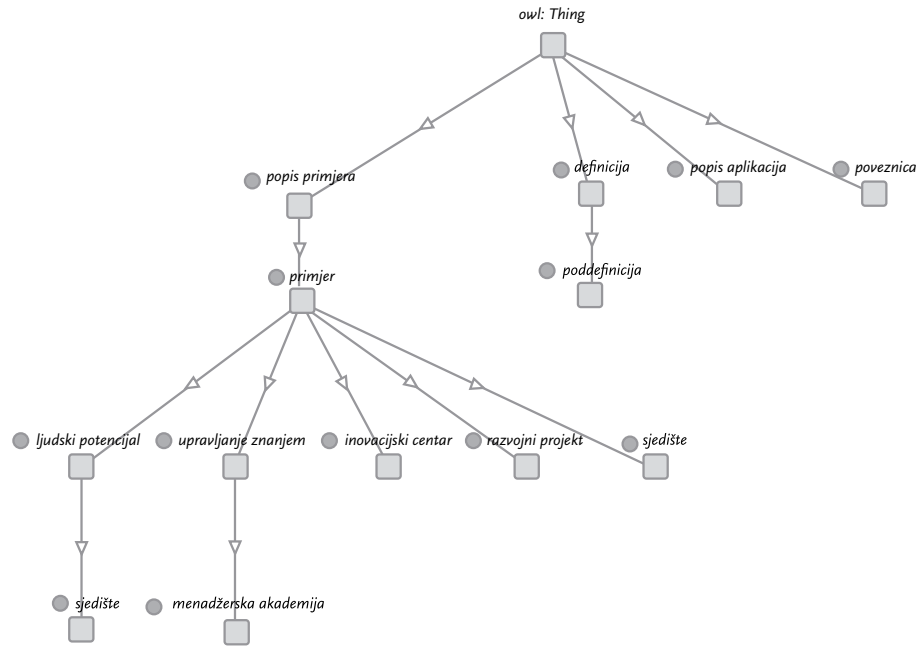 owl: Thing
popis primjera
definicija
popis aplikacija
poveznica
primjer
poddefinicija
ljudski potencijal
upravljanje znanjem
inovacijski centar
razvojni projekt
sjedište
sjedište
menadžerska akademija